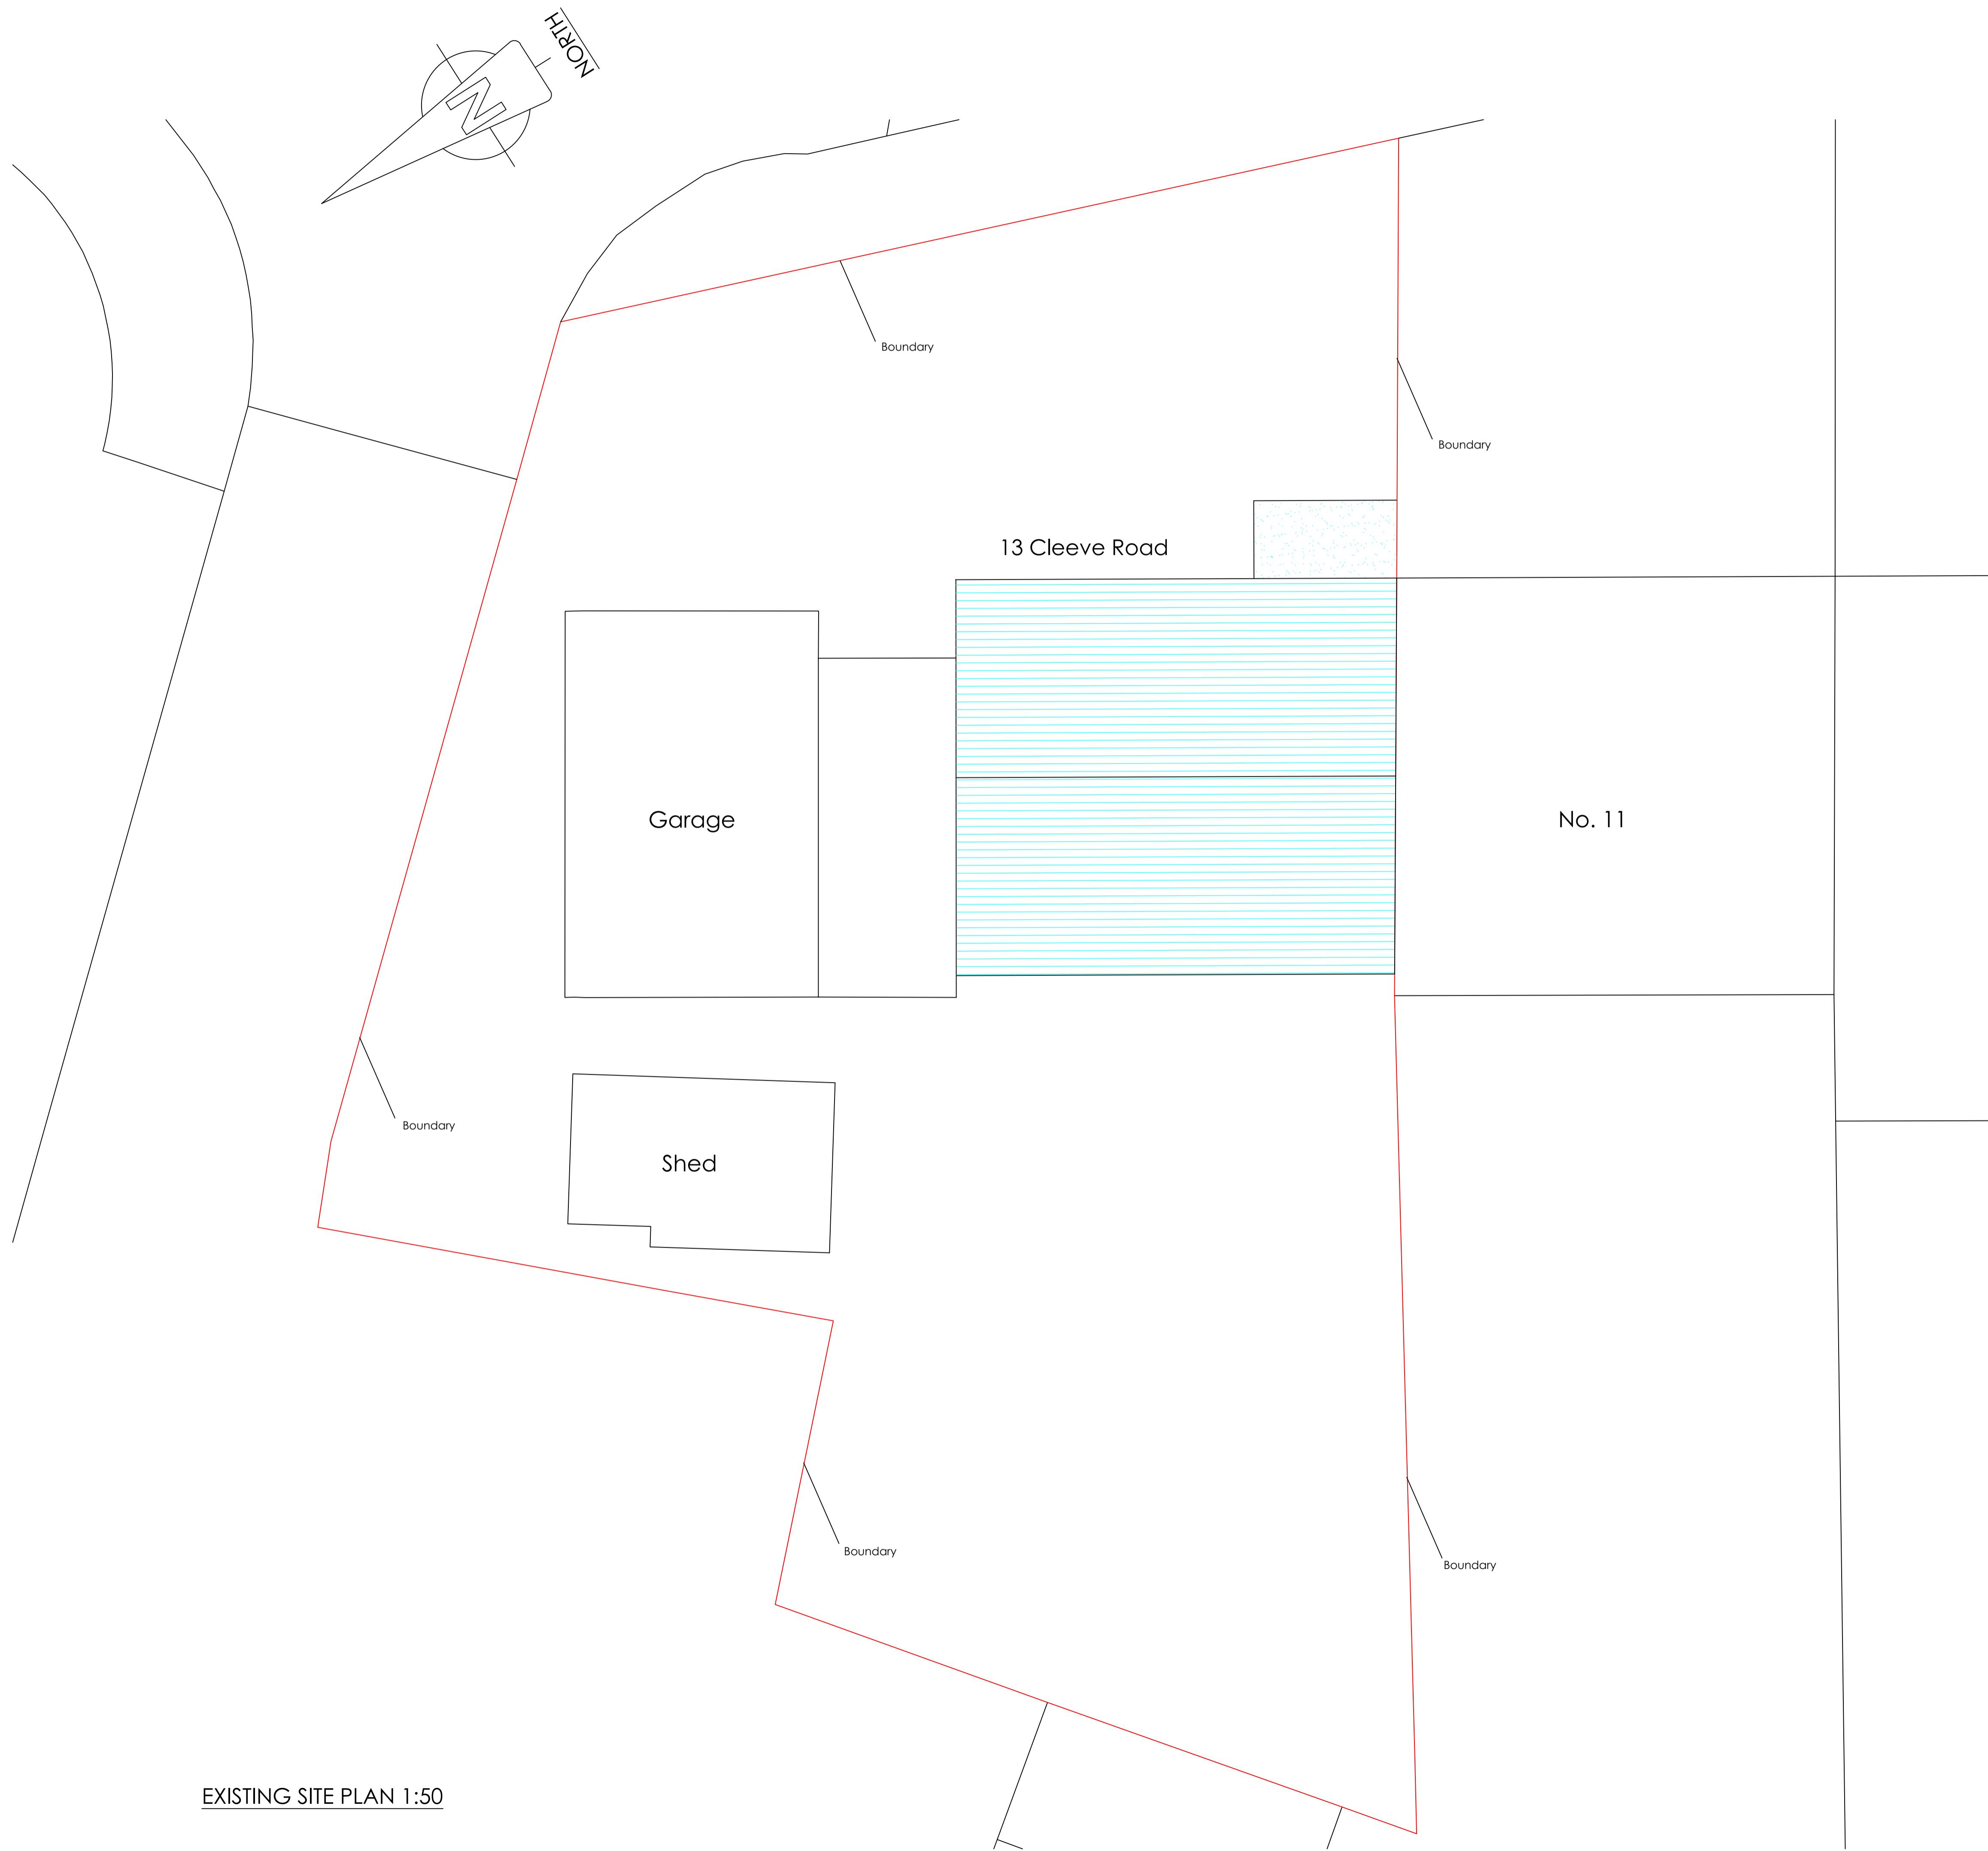 NORTH
N
Boundary
Boundary
13 Cleeve Road
Garage
No. 11
Boundary
Shed
Boundary
Boundary
EXISTING SITE PLAN 1:50